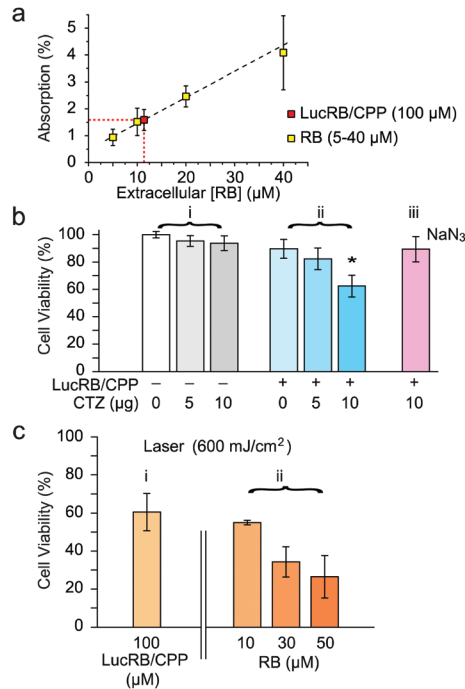 a
Absorption (%)
6
5
4
3
2
1
0
0 10 20 30 40
Extracellular [RB] (µM)
LucRB/CPP (100 µM)
RB (5-40 µM)
b
Cell Viability (%)
100
80
60
40
20
0
i
ii
iii
NaN3
*
LucRB/CPP − − − + + + +
CTZ (µg) 0 5 10 0 5 10 10
c
Cell Viability (%)
100
80
60
40
20
0
Laser (600 mJ/cm²)
i
ii
100
LucRB/CPP
(µM)
10 30 50
RB (µM)